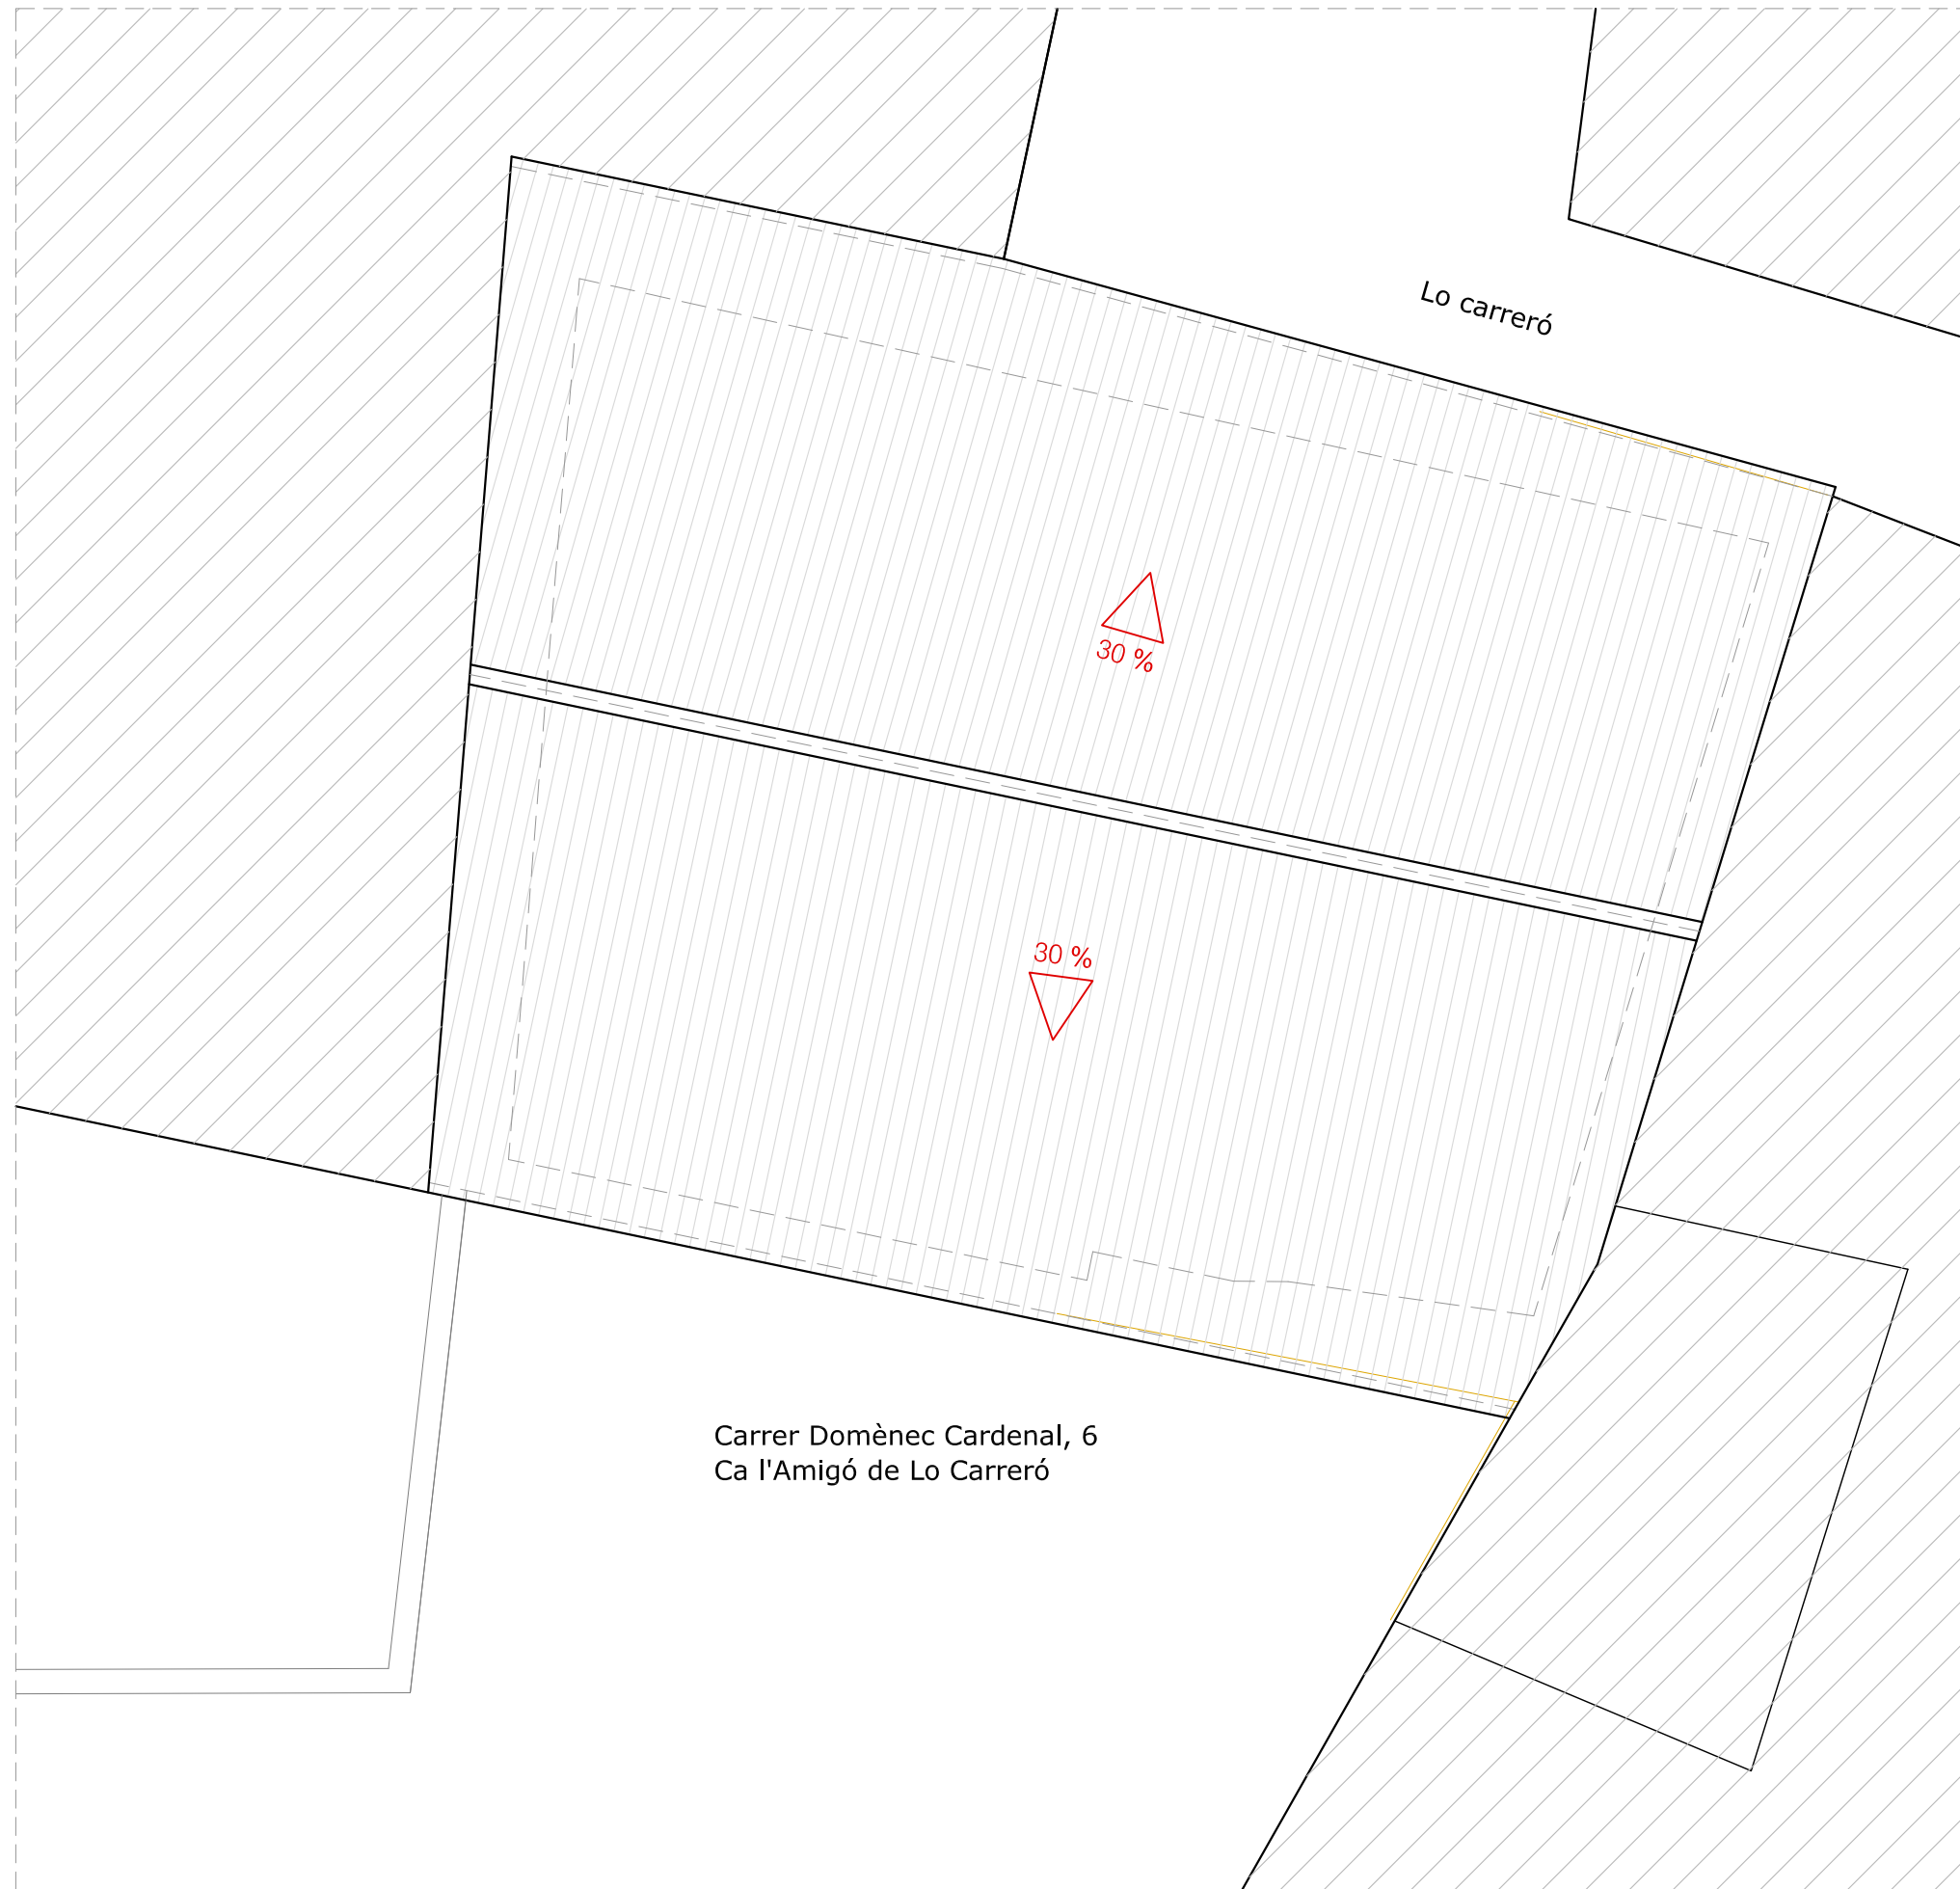 Lo carreró
30 %
30 %
Carrer Domènec Cardenal, 6
Ca l'Amigó de Lo Carreró